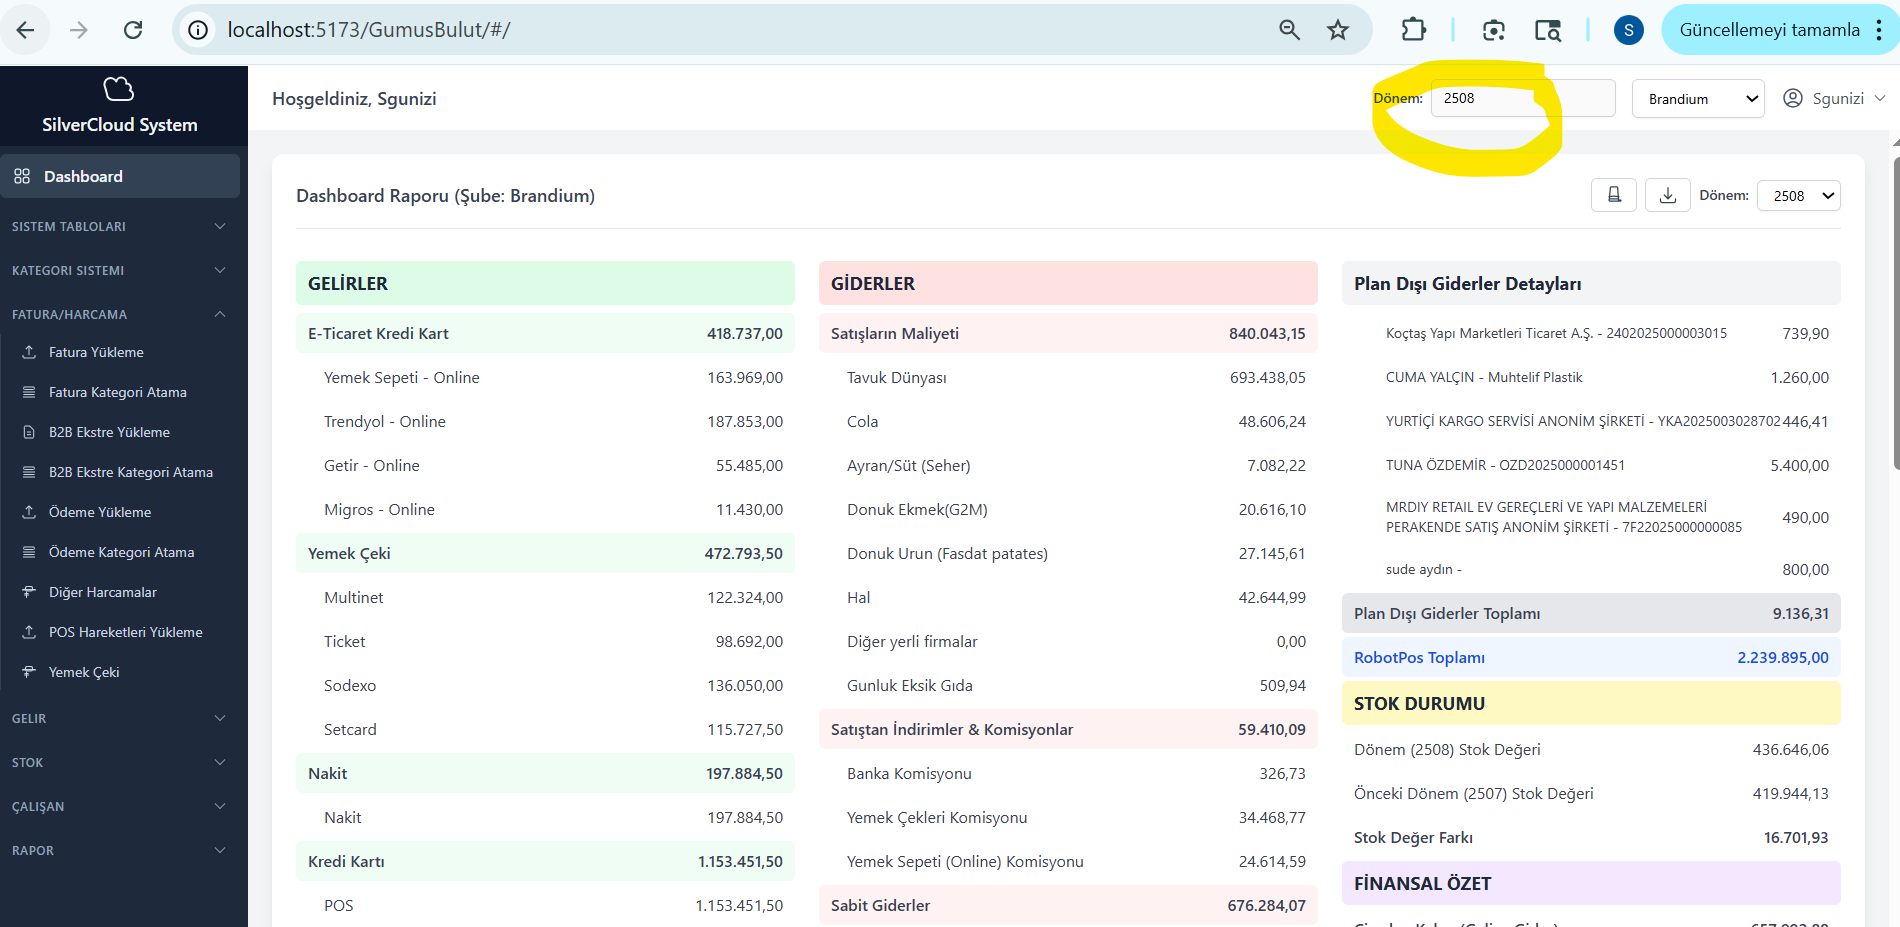 localhost:5173/GumusBulut/#/
S
Güncellemeyi tamamla
SilverCloud System
Hoşgeldiniz, Sgunizi
Dönem: 2508
Brandium
Sgunizi
Dashboard
SISTEM TABLOLARI
KATEGORI SISTEMI
FATURA/HARCAMA
Fatura Yükleme
Fatura Kategori Atama
B2B Ekstre Yükleme
B2B Ekstre Kategori Atama
Ödeme Yükleme
Ödeme Kategori Atama
Diğer Harcamalar
POS Hareketleri Yükleme
Yemek Çeki
GELIR
STOK
ÇALIŞAN
RAPOR
Dashboard Raporu (Şube: Brandium)
Dönem: 2508
GELİRLER
E-Ticaret Kredi Kart 418.737,00
Yemek Sepeti - Online 163.969,00
Trendyol - Online 187.853,00
Getir - Online 55.485,00
Migros - Online 11.430,00
Yemek Çeki 472.793,50
Multinet 122.324,00
Ticket 98.692,00
Sodexo 136.050,00
Setcard 115.727,50
Nakit 197.884,50
Nakit 197.884,50
Kredi Kartı 1.153.451,50
POS 1.153.451,50
GİDERLER
Satışların Maliyeti 840.043,15
Tavuk Dünyası 693.438,05
Cola 48.606,24
Ayran/Süt (Seher) 7.082,22
Donuk Ekmek(G2M) 20.616,10
Donuk Urun (Fasdat patates) 27.145,61
Hal 42.644,99
Diğer yerli firmalar 0,00
Gunluk Eksik Gıda 509,94
Satıştan İndirimler & Komisyonlar 59.410,09
Banka Komisyonu 326,73
Yemek Çekleri Komisyonu 34.468,77
Yemek Sepeti (Online) Komisyonu 24.614,59
Sabit Giderler 676.284,07
Plan Dışı Giderler Detayları
Koçtaş Yapı Marketleri Ticaret A.Ş. - 2402025000003015 739,90
CUMA YALÇIN - Muhtelif Plastik 1.260,00
YURTİÇİ KARGO SERVİSİ ANONİM ŞİRKETİ - YKA2025003028702 446,41
TUNA ÖZDEMİR - OZD2025000001451 5.400,00
MRDIY RETAIL EV GEREÇLERİ VE YAPI MALZEMELERİ
PERAKENDE SATIŞ ANONİM ŞİRKETİ - 7F22025000000085 490,00
sude aydın - 800,00
Plan Dışı Giderler Toplamı 9.136,31
RobotPos Toplamı 2.239.895,00
STOK DURUMU
Dönem (2508) Stok Değeri 436.646,06
Önceki Dönem (2507) Stok Değeri 419.944,13
Stok Değer Farkı 16.701,93
FİNANSAL ÖZET